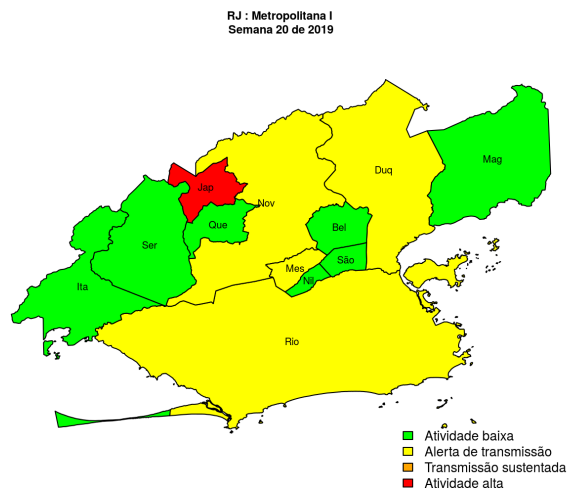 RJ : Metropolitana I
Semana 20 de 2019
Mag
Duq
Jap
Nov
Que
Bel
Ser
São
Mes
Nil
Ita
Rio
Atividade baixa
Alerta de transmissão
Transmissão sustentada
Atividade alta